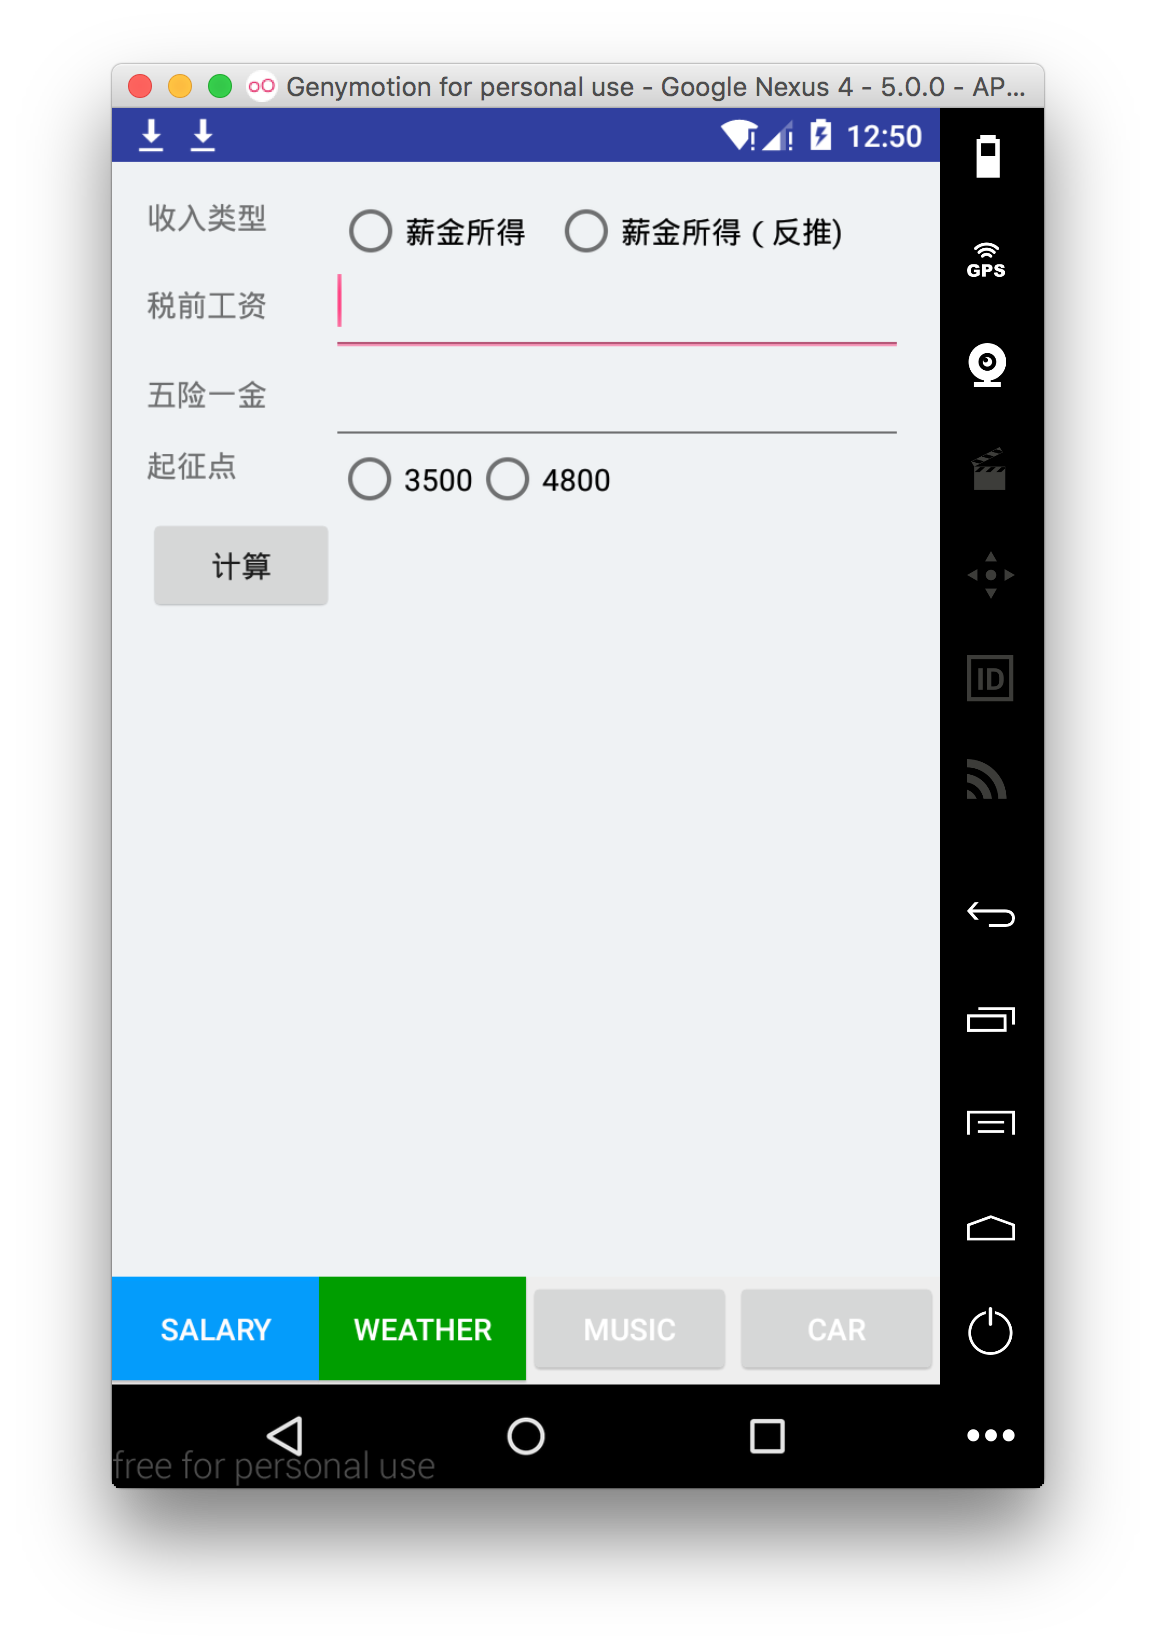 Genymotion for personal use - Google Nexus 4 - 5.0.0 - AP...
12:50
GPS
收入类型 薪金所得 薪金所得（反推)
税前工资
五险一金
起征点 3500 4800
计算
ID
SALARY WEATHER MUSIC CAR
free for personal use